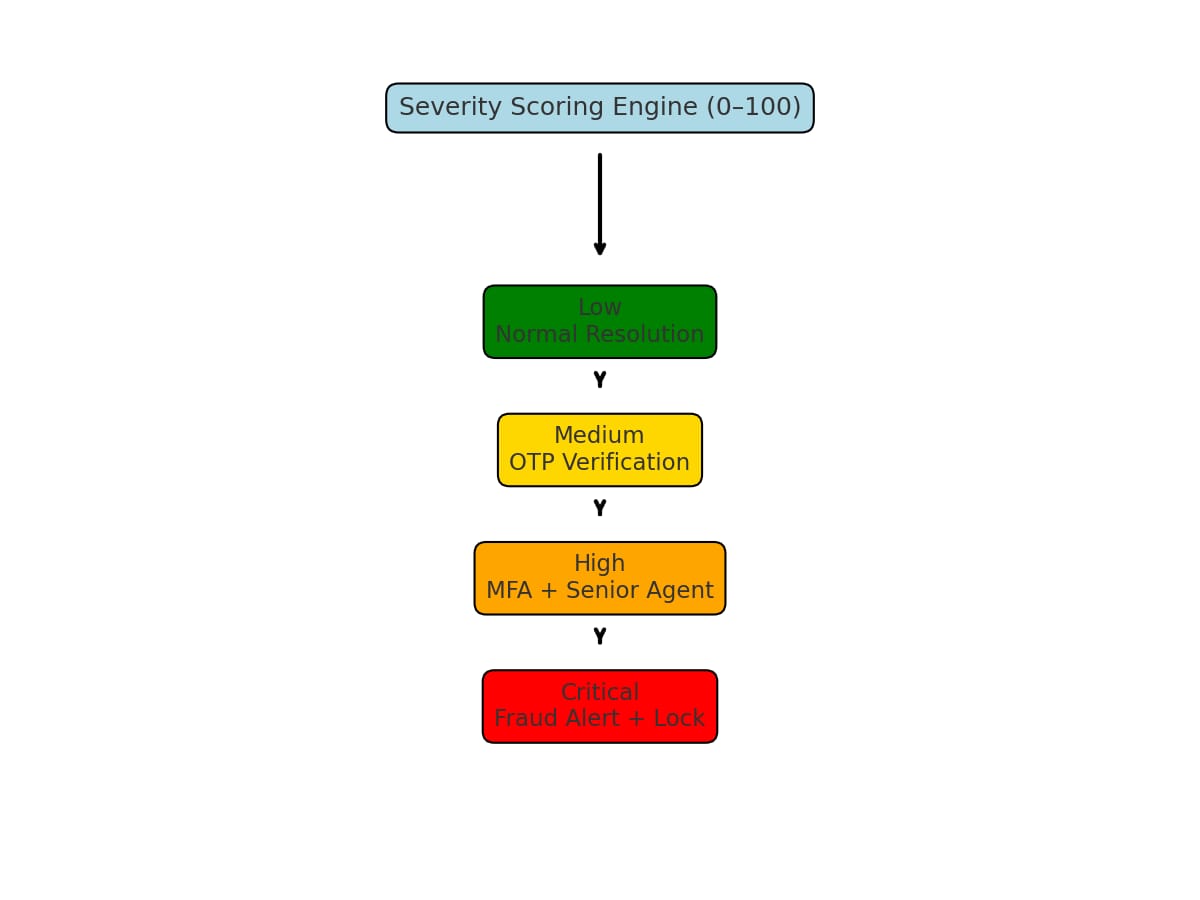 Severity Scoring Engine (0–100)
Low
Normal Resolution
Medium
OTP Verification
High
MFA + Senior Agent
Critical
Fraud Alert + Lock